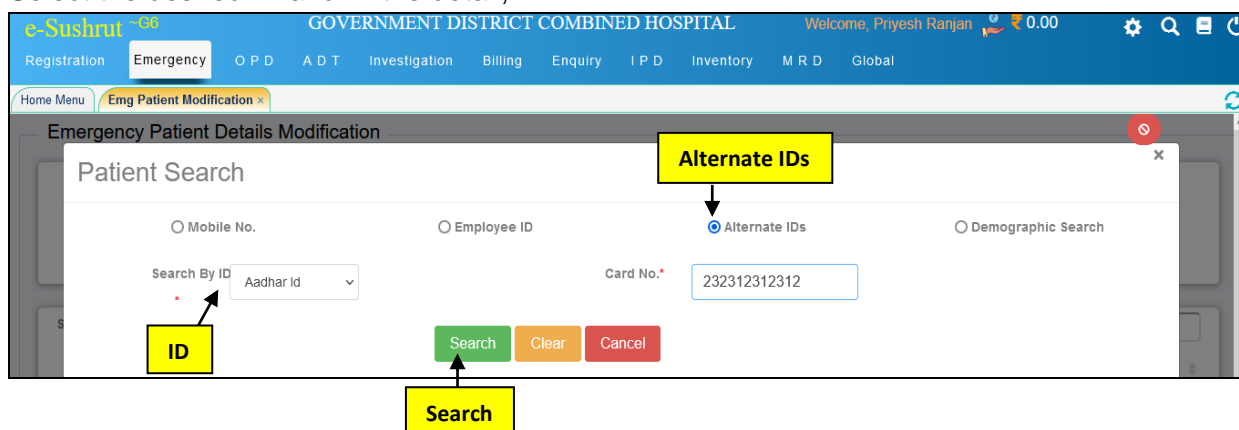 e-Sushrut ~G6 GOVERNMENT DISTRICT COMBINED HOSPITAL Welcome, Priyesh Ranjan ₹ 0.00
Registration Emergency O P D A D T Investigation Billing Enquiry I P D Inventory M R D Global
Home Menu Emg Patient Modification ×
Emergency Patient Details Modification
Alternate IDs
Patient Search ×
Mobile No. Employee ID Alternate IDs Demographic Search
Search By ID * Aadhar Id Card No.* 232312312312
ID
Search Clear Cancel
Search